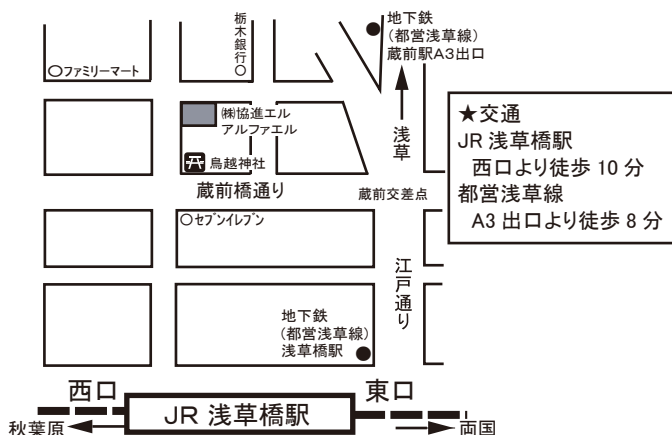 栃木銀行○
地下鉄
(都営浅草線)
蔵前駅A3出口
○ファミリーマート
㈱協進エル
アルファエル
浅草
鳥越神社
蔵前橋通り
蔵前交差点
○セブンイレブン
江戸通り
地下鉄
(都営浅草線)
浅草橋駅
西口
東口
JR 浅草橋駅
秋葉原
両国
★交通
JR 浅草橋駅
西口より徒歩 10 分
都営浅草線
A3 出口より徒歩 8 分